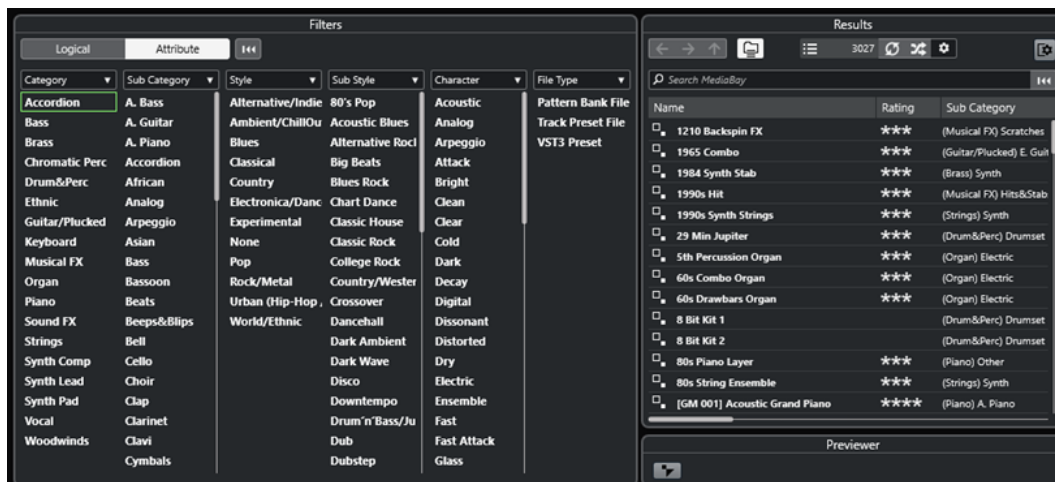 Filters
Logical
Attribute
Category
Sub Category
Style
Sub Style
Character
File Type
Accordion
Bass
Brass
Chromatic Perc
Drum&Perc
Ethnic
Guitar/Plucked
Keyboard
Musical FX
Organ
Piano
Sound FX
Strings
Synth Comp
Synth Lead
Synth Pad
Vocal
Woodwinds
A. Bass
A. Guitar
A. Piano
Accordion
African
Analog
Arpeggio
Asian
Bass
Bassoon
Beats
Beeps&Blips
Bell
Cello
Choir
Clap
Clarinet
Clavi
Cymbals
Alternative/Indie
Ambient/ChillOu
Blues
Classical
Country
Electronica/Danc
Experimental
None
Pop
Rock/Metal
Urban (Hip-Hop ,
World/Ethnic
80's Pop
Acoustic Blues
Alternative Rocl
Big Beats
Blues Rock
Chart Dance
Classic House
Classic Rock
College Rock
Country/Wester
Crossover
Dancehall
Dark Ambient
Dark Wave
Disco
Downtempo
Drum´n´Bass/Ju
Dub
Dubstep
Acoustic
Analog
Arpeggio
Attack
Bright
Clean
Clear
Cold
Dark
Decay
Digital
Dissonant
Distorted
Dry
Electric
Ensemble
Fast
Fast Attack
Glass
Pattern Bank File
Track Preset File
VST3 Preset
Results
3027
Search MediaBay
Name Rating Sub Category
1210 Backspin FX *** (Musical FX) Scratches
1965 Combo *** (Guitar/Plucked) E. Guit
1984 Synth Stab *** (Brass) Synth
1990s Hit *** (Musical FX) Hits&Stab
1990s Synth Strings *** (Strings) Synth
29 Min Jupiter *** (Drum&Perc) Drumset
5th Percussion Organ *** (Organ) Electric
60s Combo Organ *** (Organ) Electric
60s Drawbars Organ *** (Organ) Electric
8 Bit Kit 1 (Drum&Perc) Drumset
8 Bit Kit 2 (Drum&Perc) Drumset
80s Piano Layer *** (Piano) Other
80s String Ensemble *** (Strings) Synth
[GM 001] Acoustic Grand Piano **** (Piano) A. Piano
Previewer